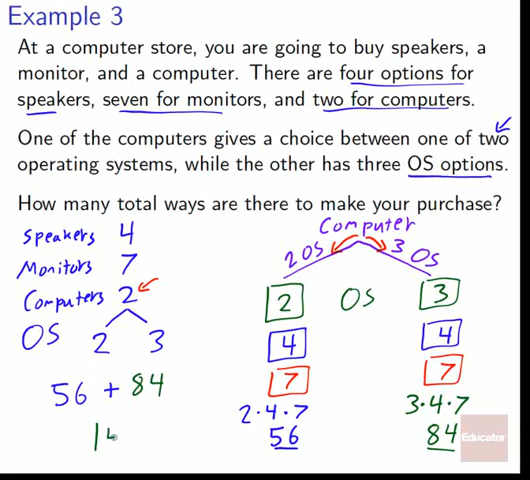 Example 3
At a computer store, you are going to buy speakers, a
monitor, and a computer. There are four options for
speakers, seven for monitors, and two for computers.
One of the computers gives a choice between one of two
operating systems, while the other has three OS options.
How many total ways are there to make your purchase?
Speakers 4
Monitors 7
Computers 2
OS 2 3
56 + 84
14
Computer
2 OS 3 OS
2 OS 3
4 4
7 7
2·4·7 3·4·7
56 84
Educator